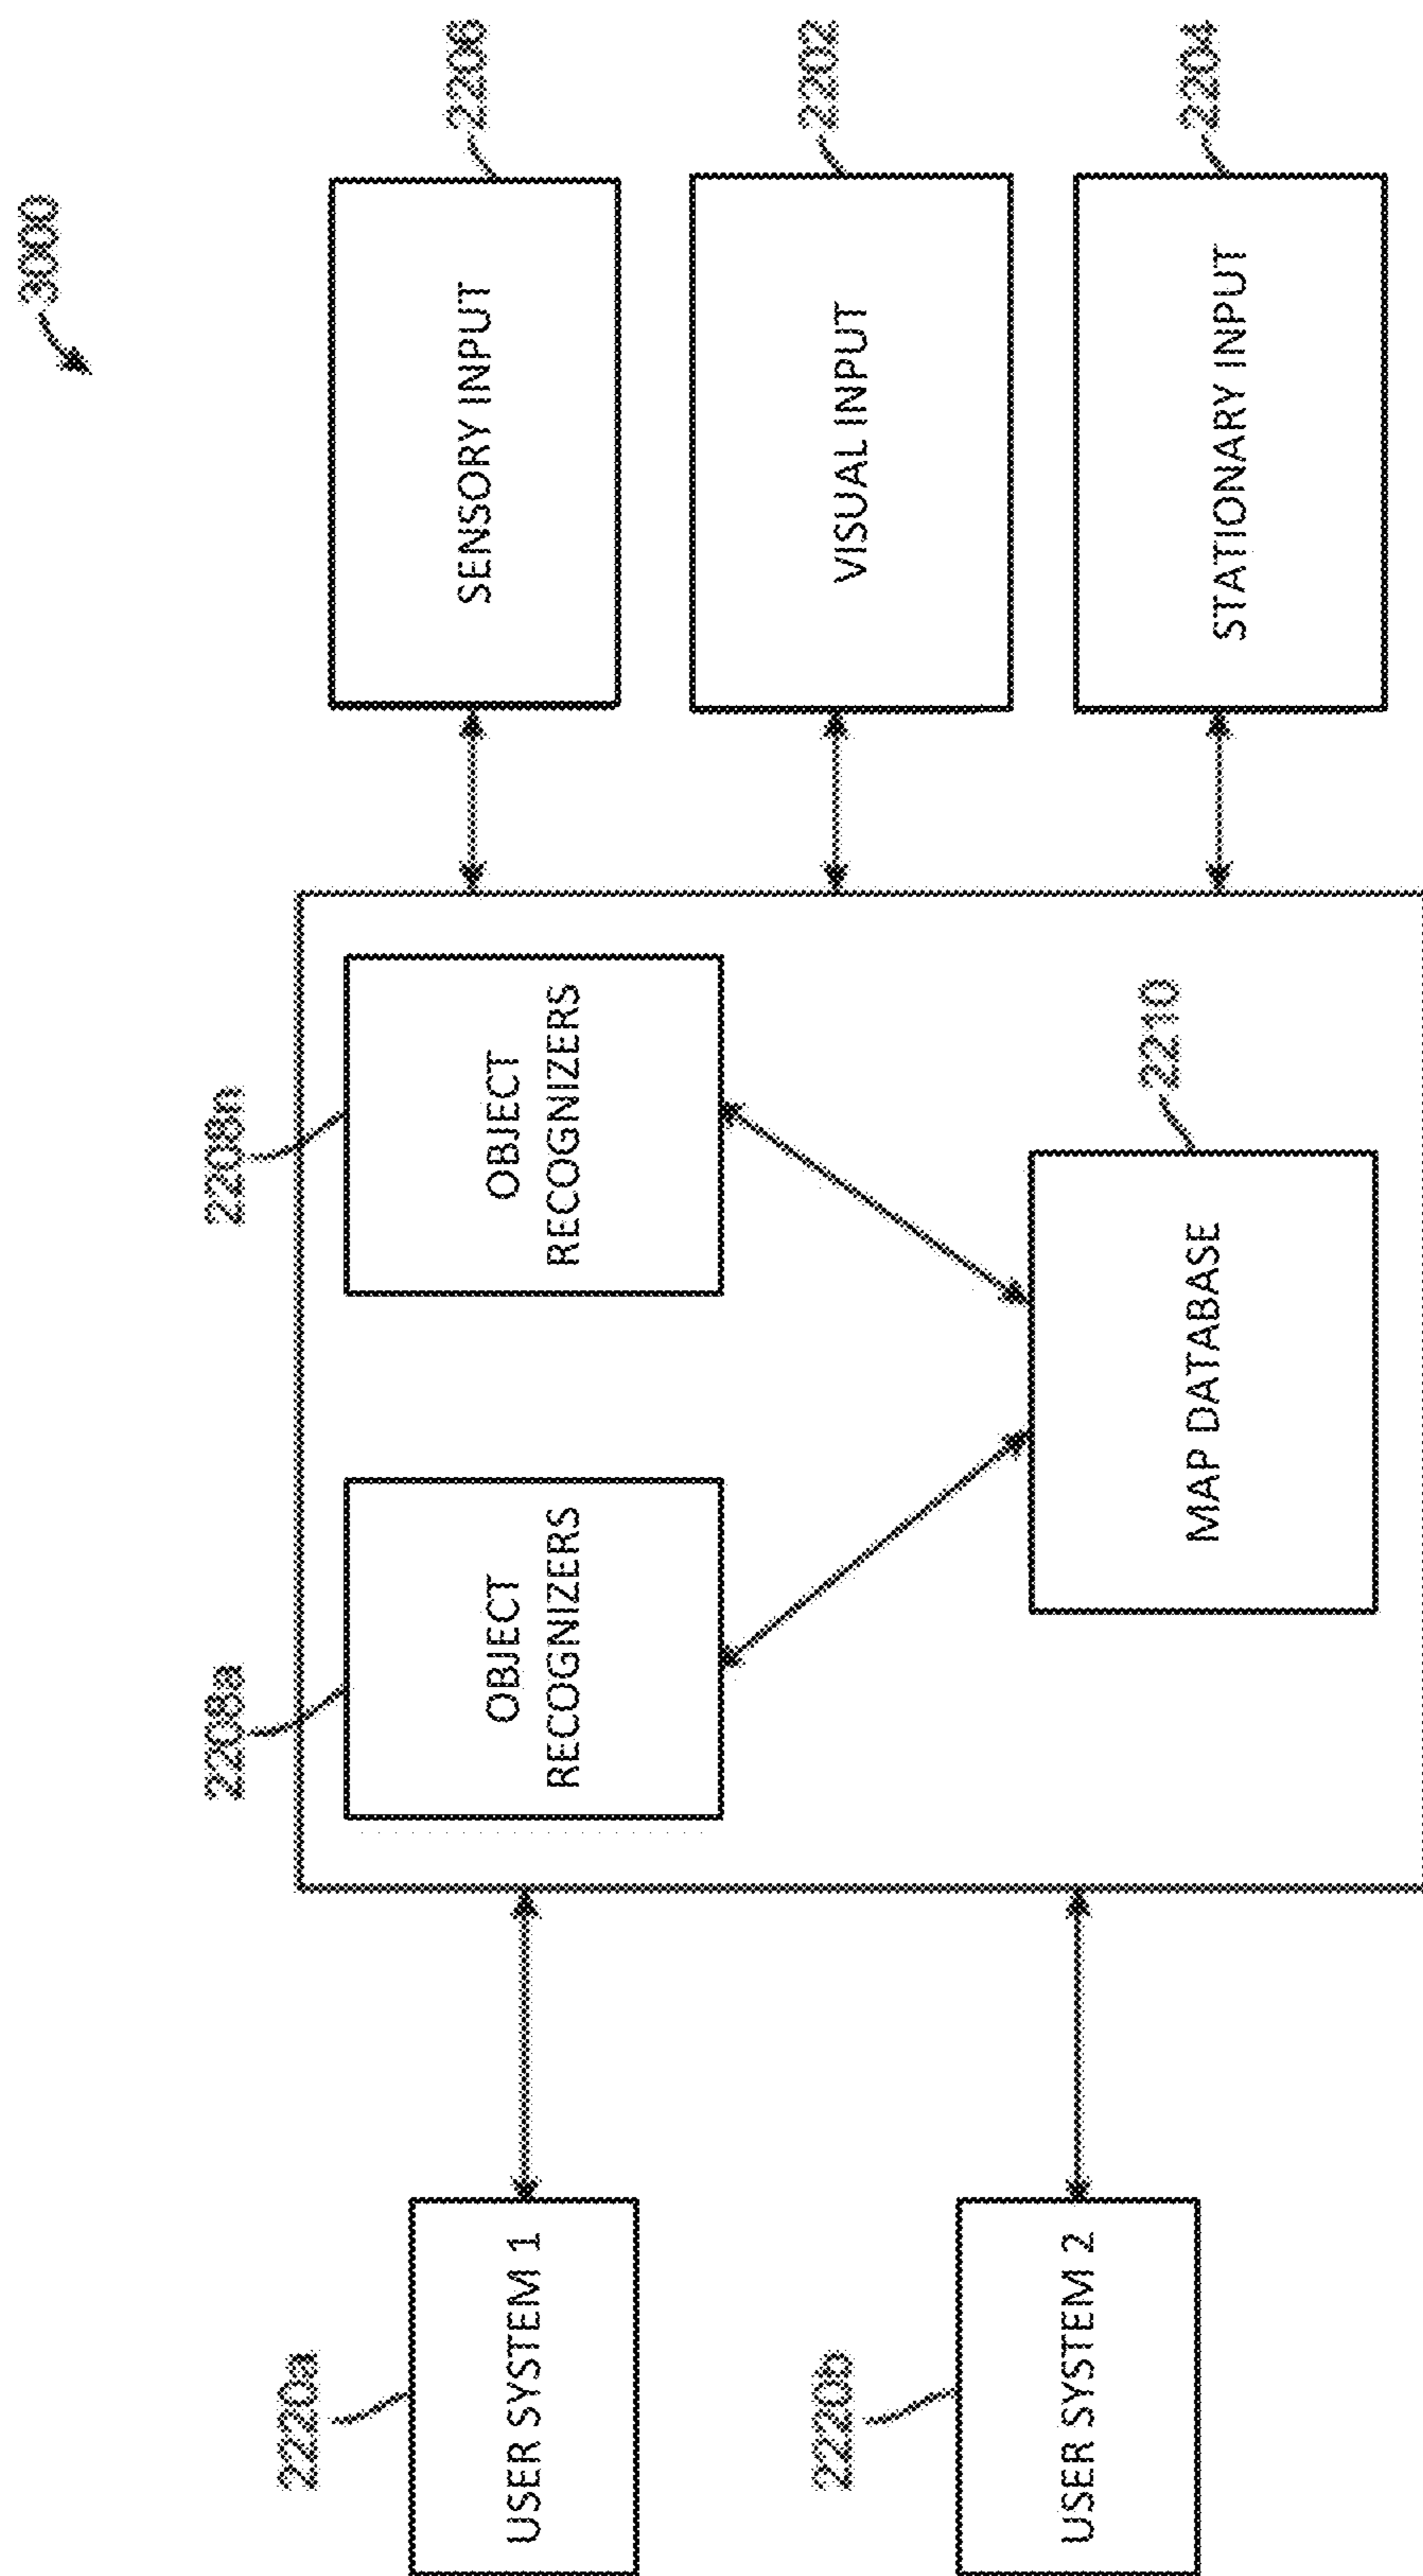 3000
2220a
USER SYSTEM 1
2220b
USER SYSTEM 2
2208a
OBJECT
RECOGNIZERS
2208n
OBJECT
RECOGNIZERS
2210
MAP DATABASE
2206
SENSORY INPUT
2202
VISUAL INPUT
2204
STATIONARY INPUT